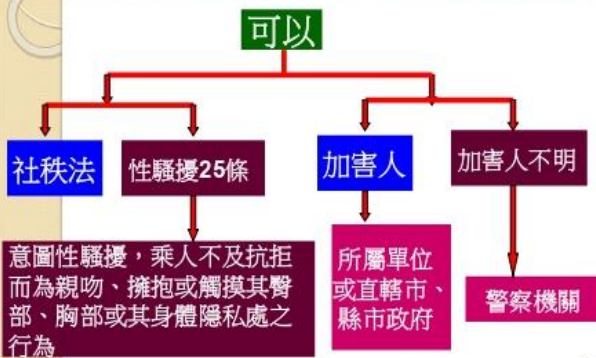 可以
社秩法
性騷擾25條
加害人
加害人不明
意圖性騷擾，乘人不及抗拒
而為親吻、擁抱或觸摸其臀
部、胸部或其身體隱私處之
行為
所屬單位
或直轄市、
縣市政府
警察機關